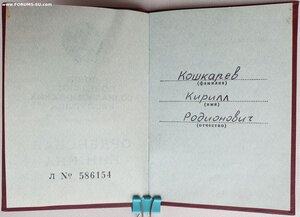 www.FORUMS-SU.com
Л № 586154
Кошкарев
(фамилия)
Кирилл
(имя)
Родионович
(отчество)